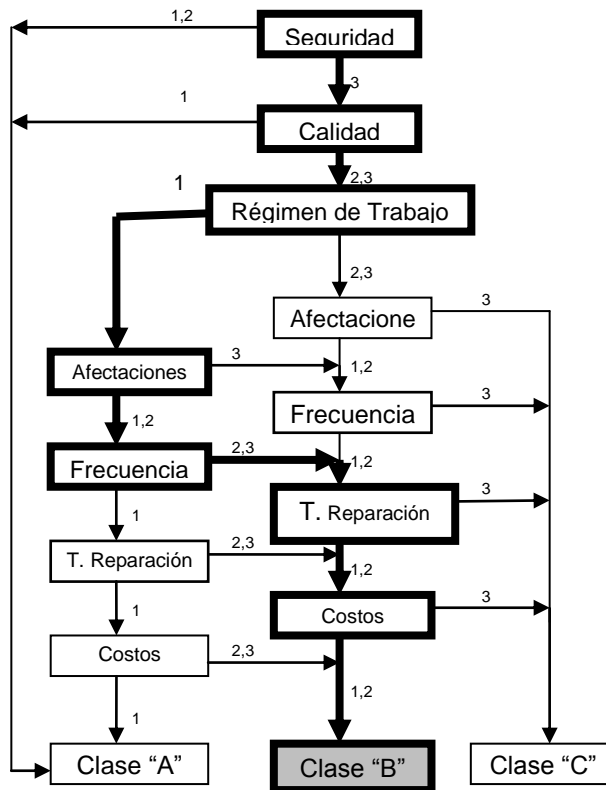 1,2
Seguridad
3
1
Calidad
2,3
1
Régimen de Trabajo
2,3
Afectacione
3
Afectaciones
3
1,2
1,2
Frecuencia
3
Frecuencia
2,3
1,2
1
T. Reparación
3
T. Reparación
2,3
1,2
1
Costos
3
Costos
2,3
1,2
1
Clase “A”
Clase “B”
Clase “C”